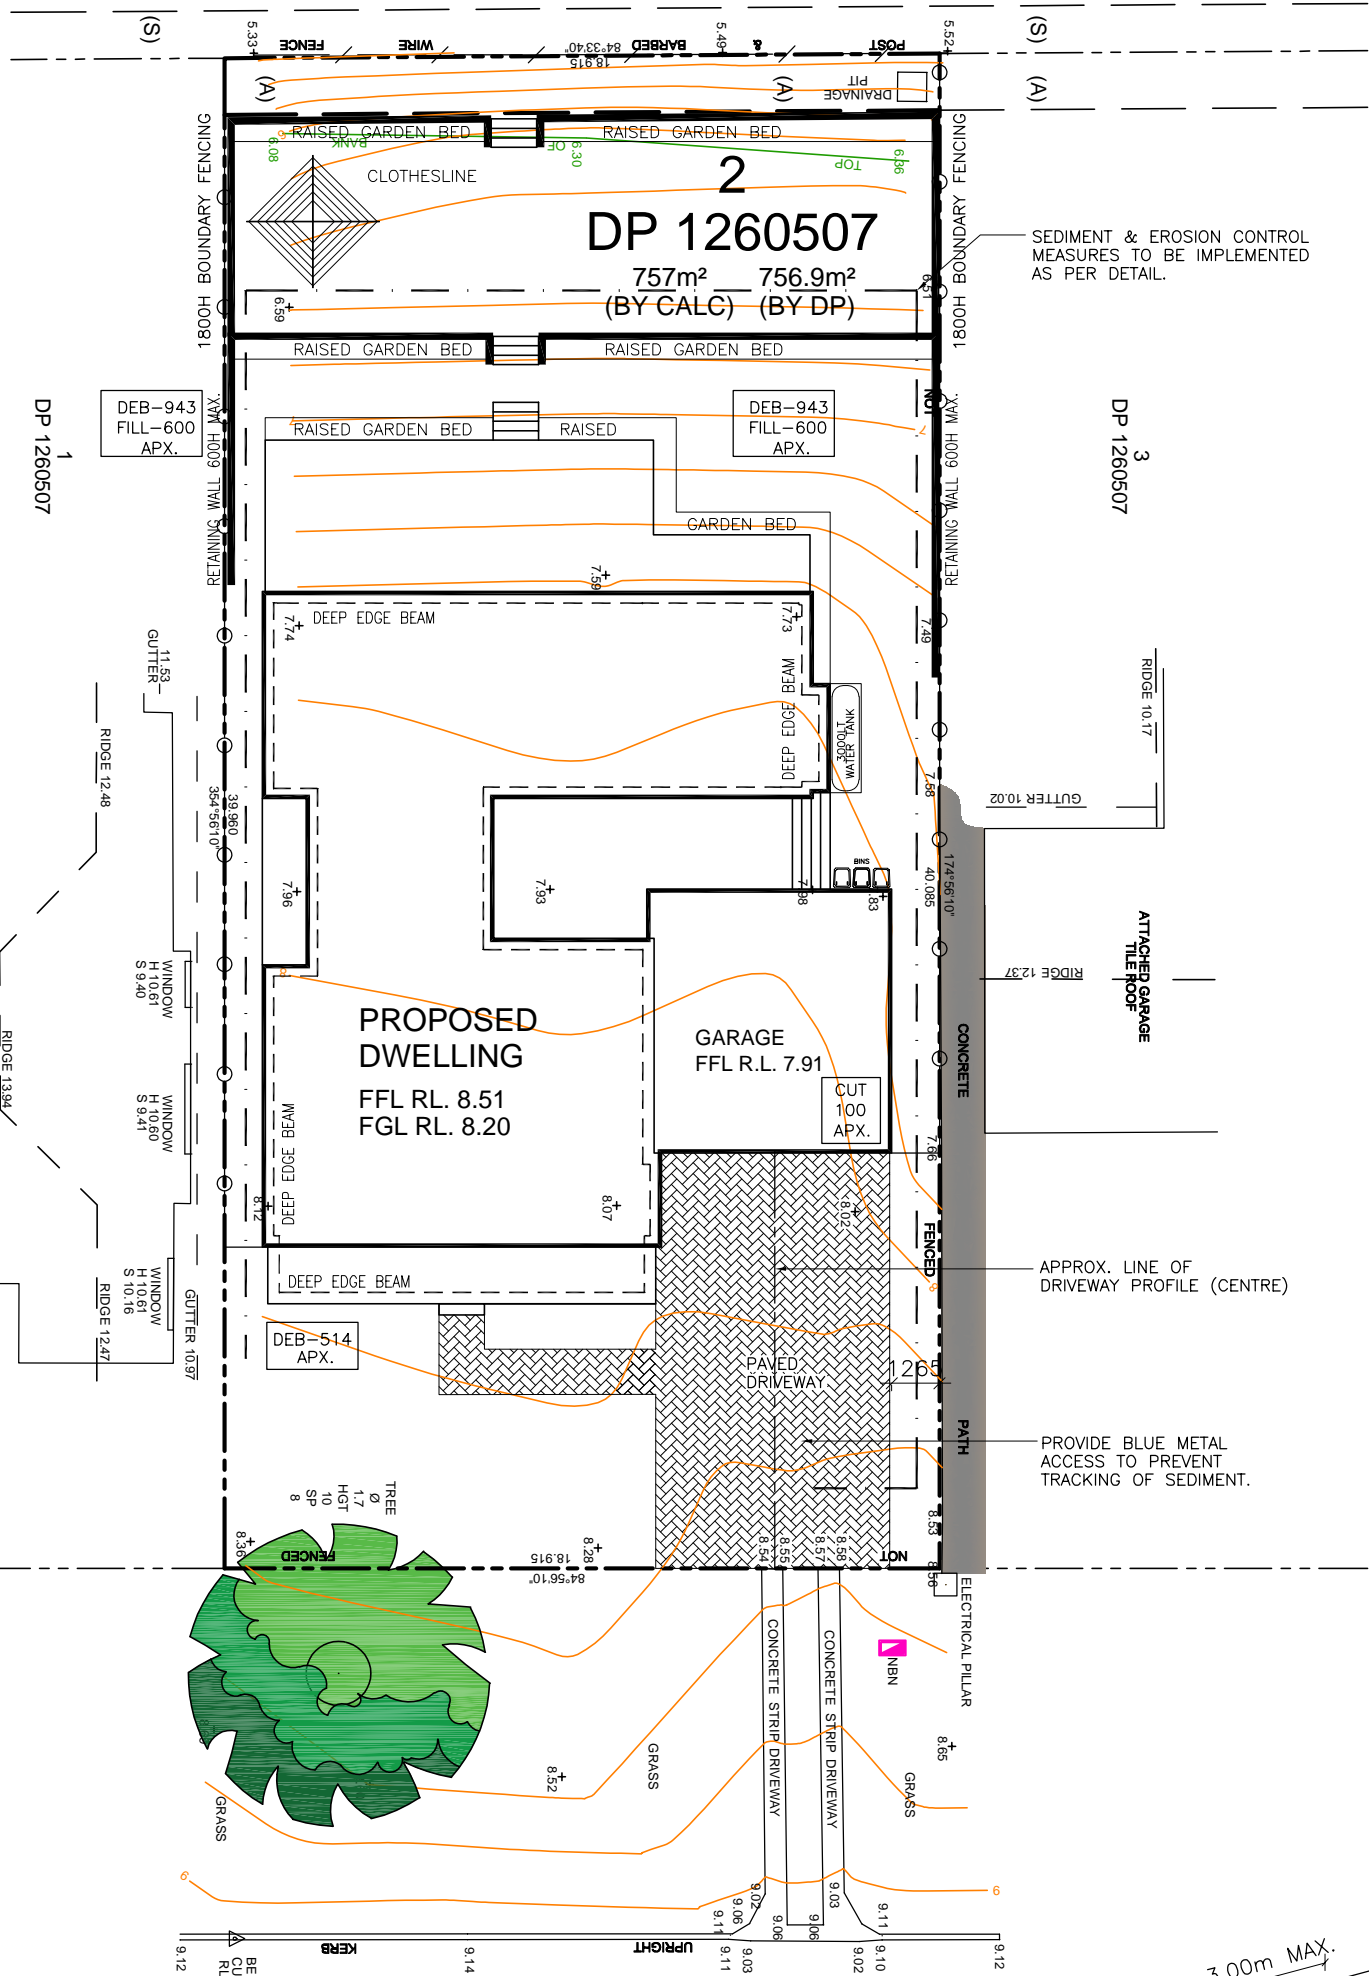 (S)
(S)
5.33
FENCE
WIRE
BARBED
&
POST
5.49
5.52
84°33'40"
18.915
(A)
(A)
(A)
DRAINAGE
PIT
1800H BOUNDARY FENCING
1800H BOUNDARY FENCING
RAISED GARDEN BED
RAISED GARDEN BED
6
6.08
BANK
OF
6.30
TOP
6.36
CLOTHESLINE
2
DP 1260507
757m²
(BY CALC)
756.9m²
(BY DP)
6.59
6.51
SEDIMENT & EROSION CONTROL
MEASURES TO BE IMPLEMENTED
AS PER DETAIL.
RAISED GARDEN BED
RAISED GARDEN BED
DEB-943
FILL-600
APX.
DEB-943
FILL-600
APX.
NOT
7
7
RETAINING WALL 600H MAX.
RETAINING WALL 600H MAX.
1
DP 1260507
3
DP 1260507
RAISED GARDEN BED
RAISED
GARDEN BED
7.59
7.74
DEEP EDGE BEAM
7.73
7.49
DEEP EDGE BEAM
3000LT
WATER TANK
11.53
GUTTER
RIDGE 12.48
RIDGE 10.17
GUTTER 10.02
7.58
39.960
354°56'10"
174°56'10"
40.085
BINS
7.96
7.93
7.98
.83
ATTACHED GARAGE
TILE ROOF
RIDGE 12.37
WINDOW
H 10.61
S 9.40
8
PROPOSED
DWELLING
FFL RL. 8.51
FGL RL. 8.20
GARAGE
FFL R.L. 7.91
CUT
100
APX.
CONCRETE
RIDGE 13.94
WINDOW
H 10.60
S 9.41
DEEP EDGE BEAM
7.66
8.12
8.07
8.02
FENCED
8
DEEP EDGE BEAM
WINDOW
H 10.61
S 10.16
RIDGE 12.47
GUTTER 10.97
DEB-514
APX.
APPROX. LINE OF
DRIVEWAY PROFILE (CENTRE)
PAVED
DRIVEWAY
1265
PATH
PROVIDE BLUE METAL
ACCESS TO PREVENT
TRACKING OF SEDIMENT.
TREE
Ø
1.7
HGT
10
SP
8
8.36
FENCED
18.915
84°56'10"
8.28
8.54
8.55
8.57
8.58
NOT
8.53
8.56
ELECTRICAL PILLAR
NBN
CONCRETE STRIP DRIVEWAY
CONCRETE STRIP DRIVEWAY
8.65
8.52
GRASS
GRASS
GRASS
9
9
9.02
9.06
9.11
9.06
9.06
9.03
9.11
9.12
KERB
9.14
UPRIGHT
9.11
9.03
9.02
9.10
9.12
BE
CU
RL
3.00m MAX.